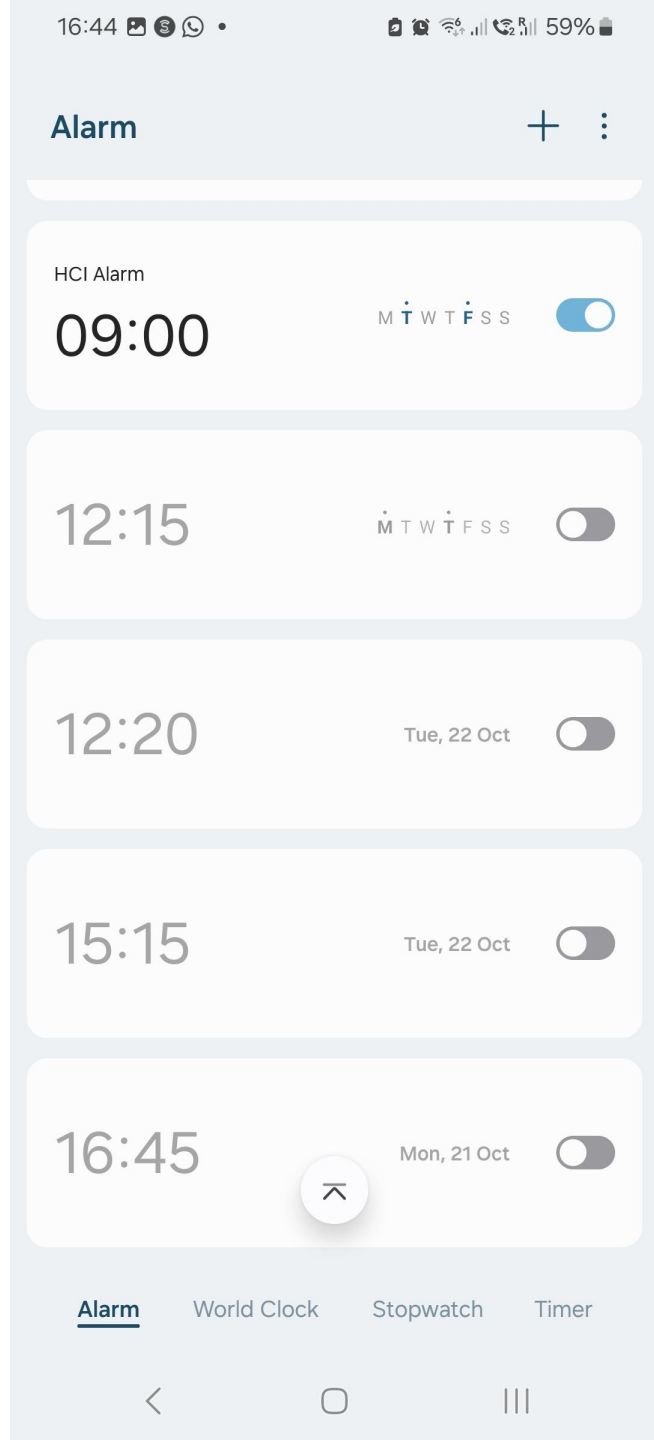 16:44 59%
Alarm
HCI Alarm
09:00 M T W T F S S
12:15 M T W T F S S
12:20 Tue, 22 Oct
15:15 Tue, 22 Oct
16:45 Mon, 21 Oct
Alarm World Clock Stopwatch Timer